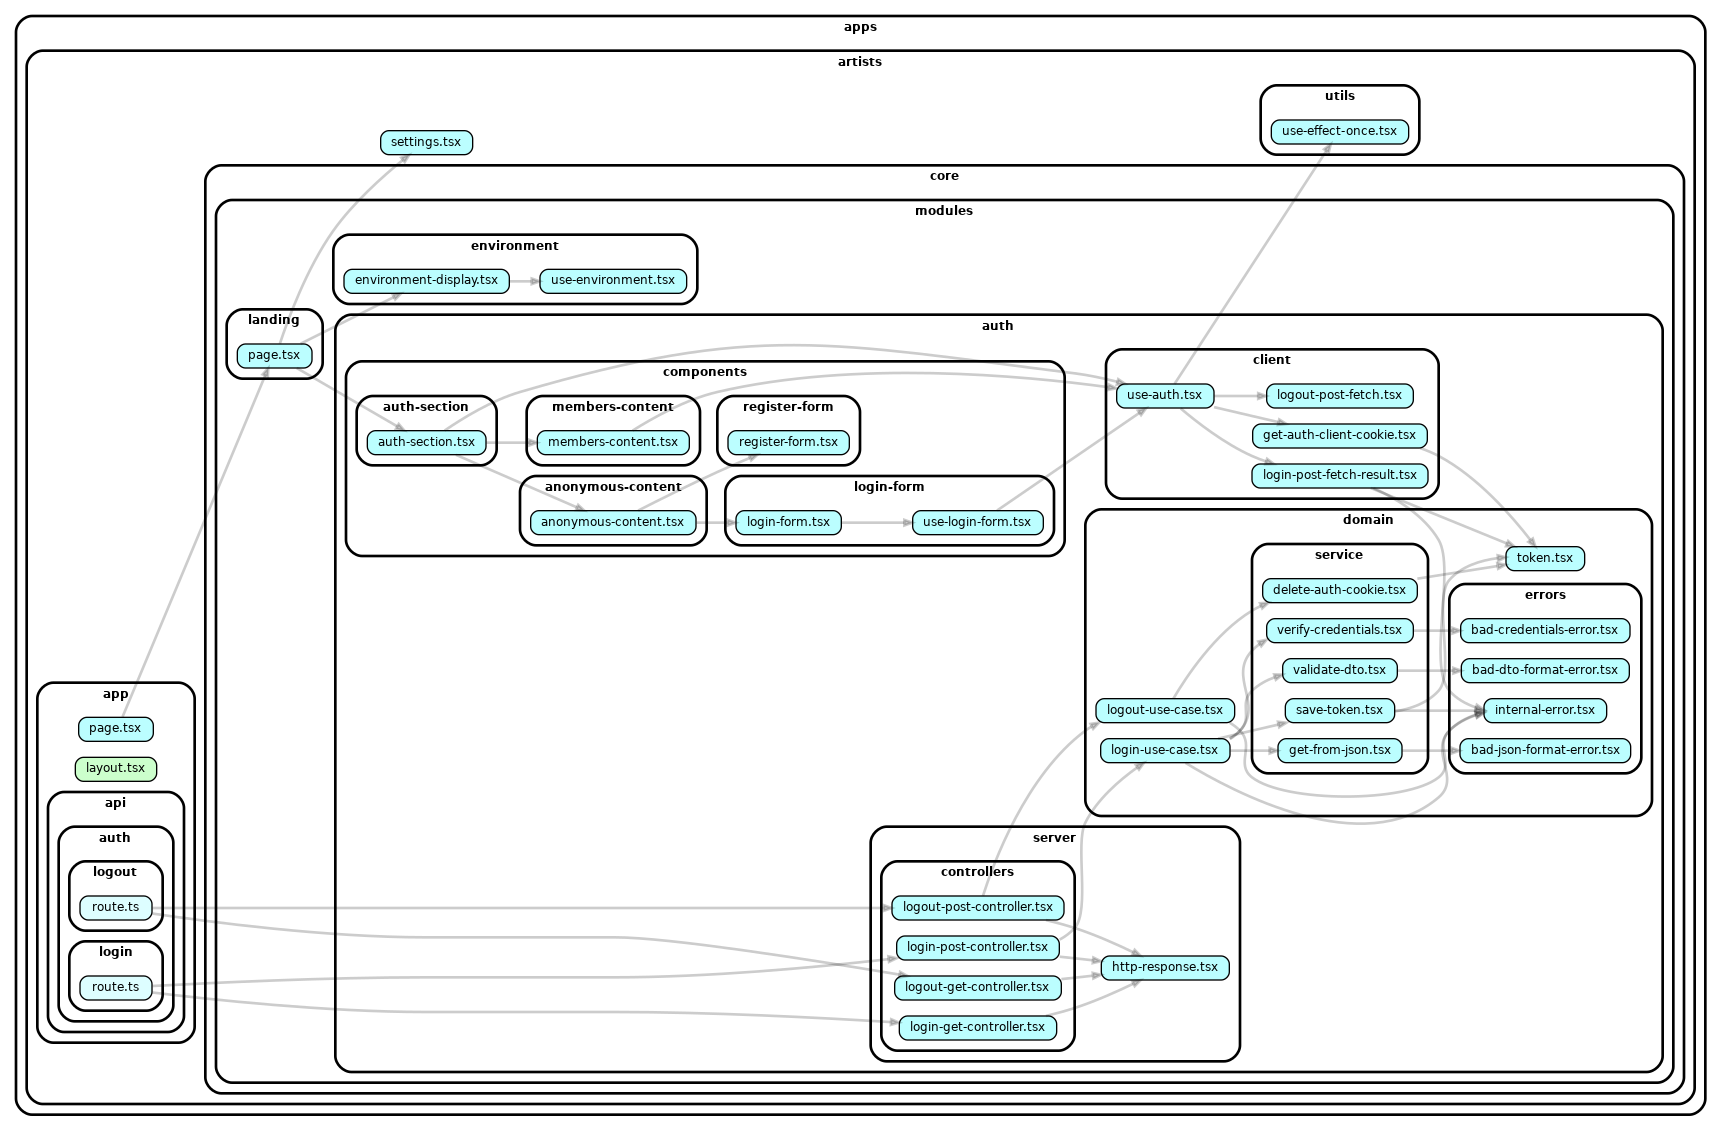 apps
artists
utils
use-effect-once.tsx
settings.tsx
core
modules
environment
environment-display.tsx
use-environment.tsx
landing
page.tsx
auth
components
auth-section
auth-section.tsx
members-content
members-content.tsx
register-form
register-form.tsx
anonymous-content
anonymous-content.tsx
login-form
login-form.tsx
use-login-form.tsx
client
use-auth.tsx
logout-post-fetch.tsx
get-auth-client-cookie.tsx
login-post-fetch-result.tsx
domain
token.tsx
service
delete-auth-cookie.tsx
verify-credentials.tsx
validate-dto.tsx
save-token.tsx
get-from-json.tsx
errors
bad-credentials-error.tsx
bad-dto-format-error.tsx
internal-error.tsx
bad-json-format-error.tsx
logout-use-case.tsx
login-use-case.tsx
app
page.tsx
layout.tsx
api
auth
logout
route.ts
login
route.ts
server
controllers
logout-post-controller.tsx
login-post-controller.tsx
logout-get-controller.tsx
login-get-controller.tsx
http-response.tsx